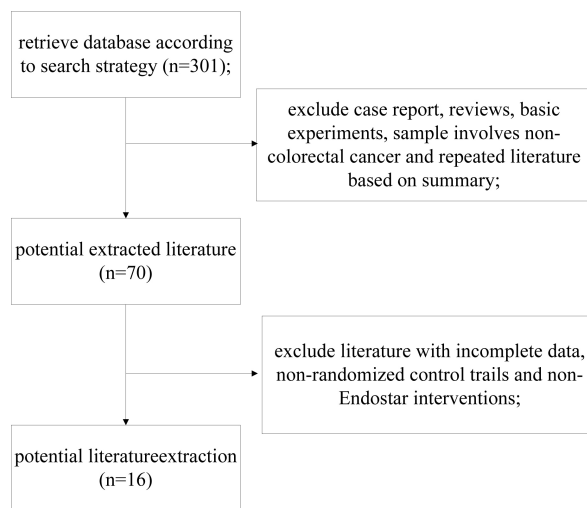 retrieve database according
to search strategy (n=301);
exclude case report, reviews, basic
experiments, sample involves non-
colorectal cancer and repeated literature
based on summary;
potential extracted literature
(n=70)
exclude literature with incomplete data,
non-randomized control trails and non-
Endostar interventions;
potential literatureextraction
(n=16)